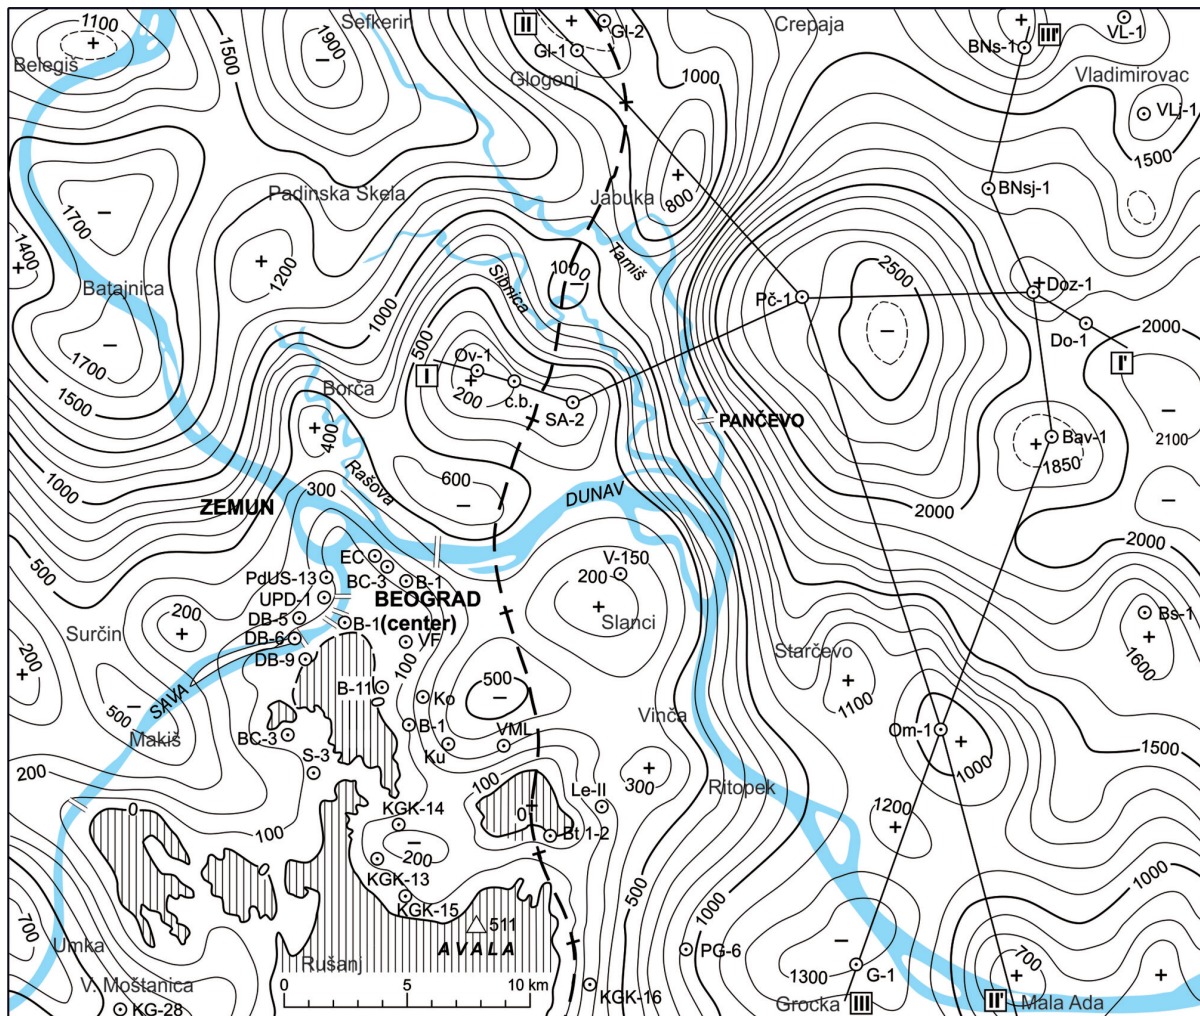 1100
Sefkerin
II
Gl-2
Gl-1
Crepaja
BNs-1
III'
VL-1
Belegiš
1500
1900
Glogonj
1000
Vladimirovac
VLj-1
1500
Padinska Skela
Jabuka
800
BNsj-1
1700
1400
1200
Sibnica
Tamiš
1000
2500
Batajnica
Pč-1
Doz-1
Do-1
2000
1000
500
Ov-1
I
I'
1700
200
c.b.
SA-2
1500
Borča
400
PANČEVO
2100
Bav-1
1850
1000
Rašova
600
300
DUNAV
2000
ZEMUN
2000
EC
BC-3
B-1
V-150
200
500
PdUS-13
UPD-1
BEOGRAD
(center)
DB-5
B-1
Slanci
Bs-1
200
Surčin
DB-6
VF
100
Starčevo
DB-9
200
1600
SAVA
B-11
0
Ko
500
1100
500
Vinča
Makiš
BC-3
B-1
Om-1
Ku
VML
1500
S-3
1000
200
300
Ritopek
100
Le-II
1200
0
KGK-14
0
100
Bt 1-2
200
0
KGK-13
500
1000
KGK-15
511
AVALA
1000
700
Umka
Rušanj
PG-6
1300
G-1
700
V. Moštanica
0
5
10 km
KGK-16
Grocka
III
II'
Mala Ada
KG-28